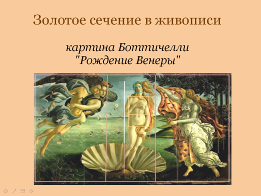 Золотое сечение в живописи
картина Боттичелли
"Рождение Венеры"